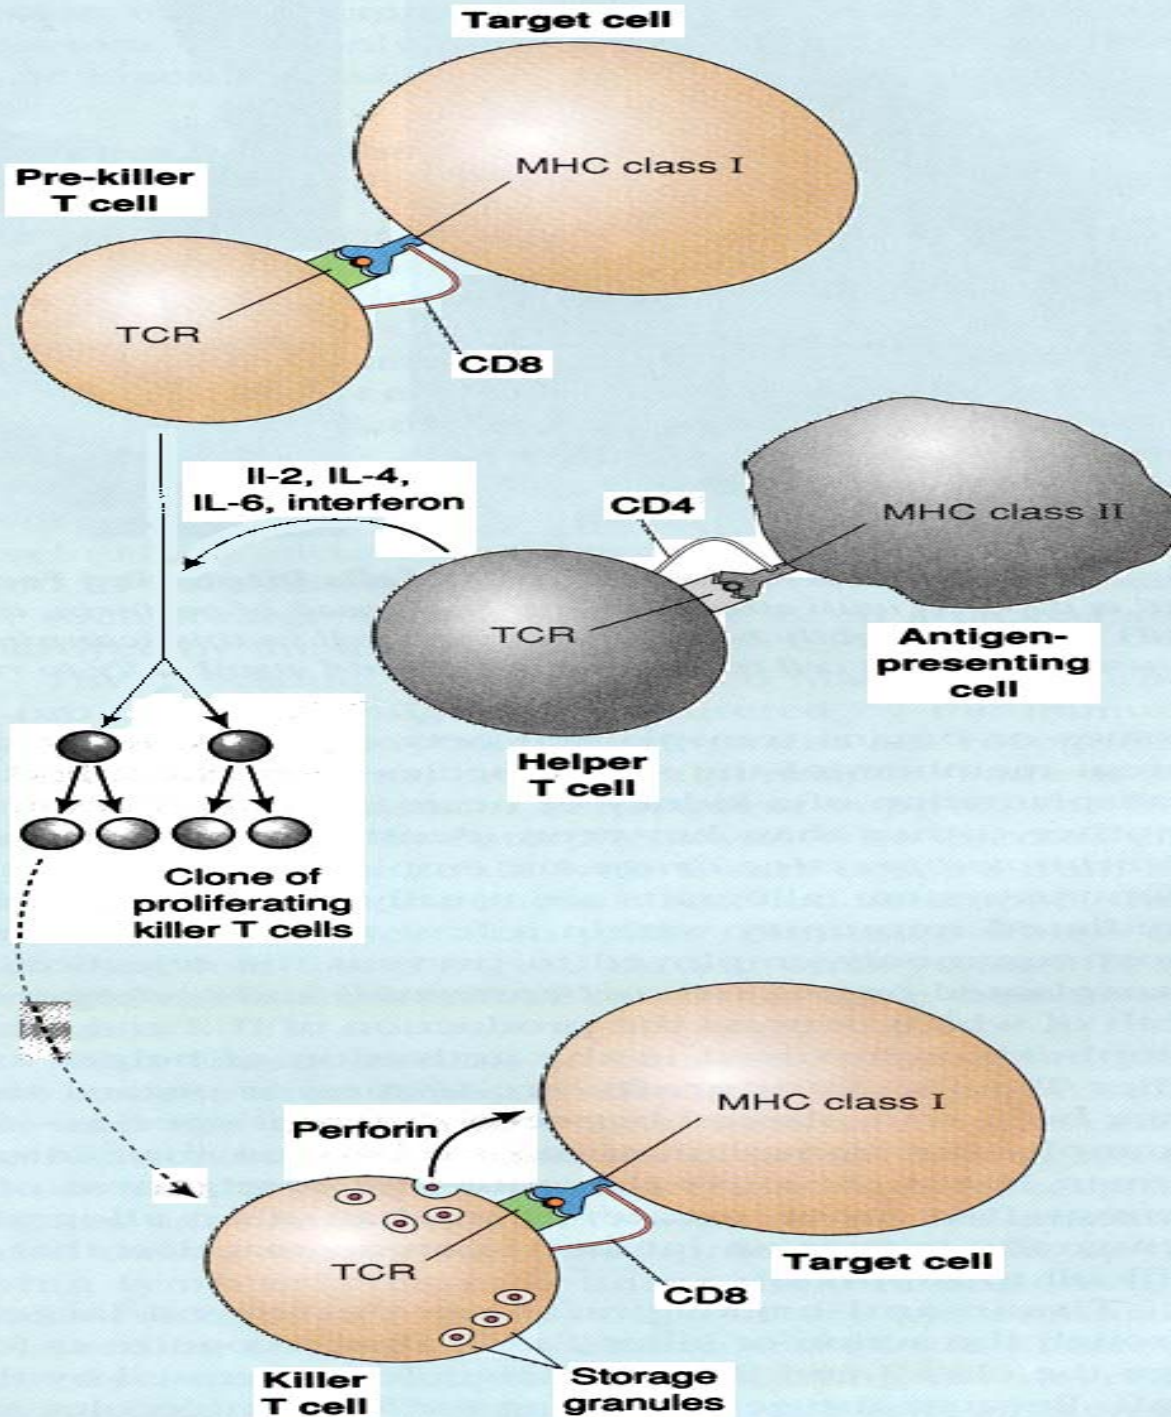 Target cell
MHC class I
Pre-killer
T cell
TCR
CD8
Il-2, IL-4,
IL-6, interferon
CD4
MHC class II
TCR
Antigen-
presenting
cell
Helper
T cell
Clone of
proliferating
killer T cells
MHC class I
Perforin
TCR
Target cell
CD8
Killer
T cell
Storage
granules